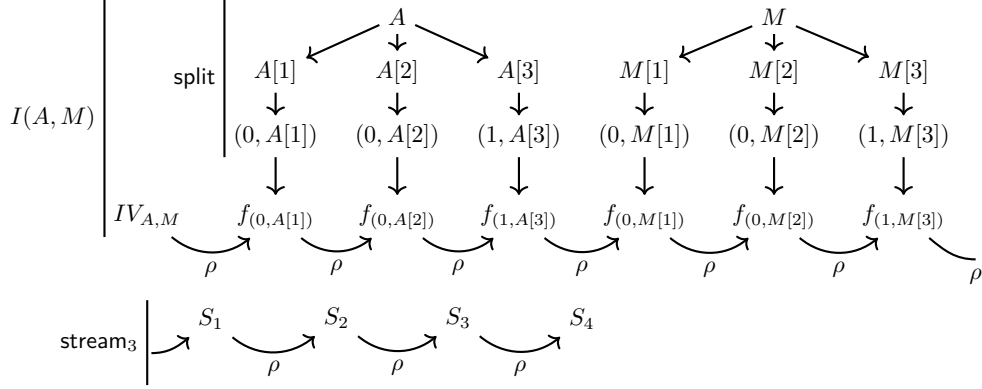 A M
split A[1] A[2] A[3] M[1] M[2] M[3]
I(A, M)
(0, A[1]) (0, A[2]) (1, A[3]) (0, M[1]) (0, M[2]) (1, M[3])
IV_{A,M} f_{(0,A[1])} f_{(0,A[2])} f_{(1,A[3])} f_{(0,M[1])} f_{(0,M[2])} f_{(1,M[3])}
ρ ρ ρ ρ ρ ρ ρ
S_1 S_2 S_3 S_4
stream_3
ρ ρ ρ